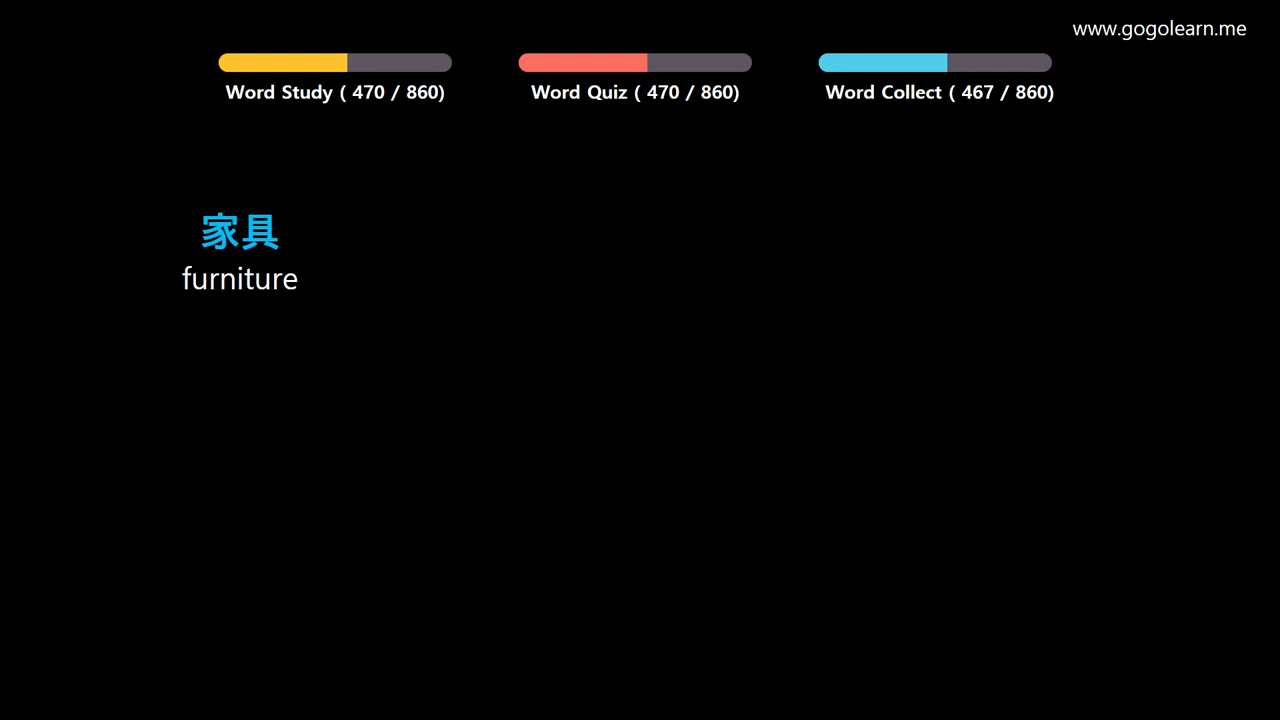 www.gogolearn.me
Word Study ( 470 / 860)
Word Quiz ( 470 / 860)
Word Collect ( 467 / 860)
家具
furniture